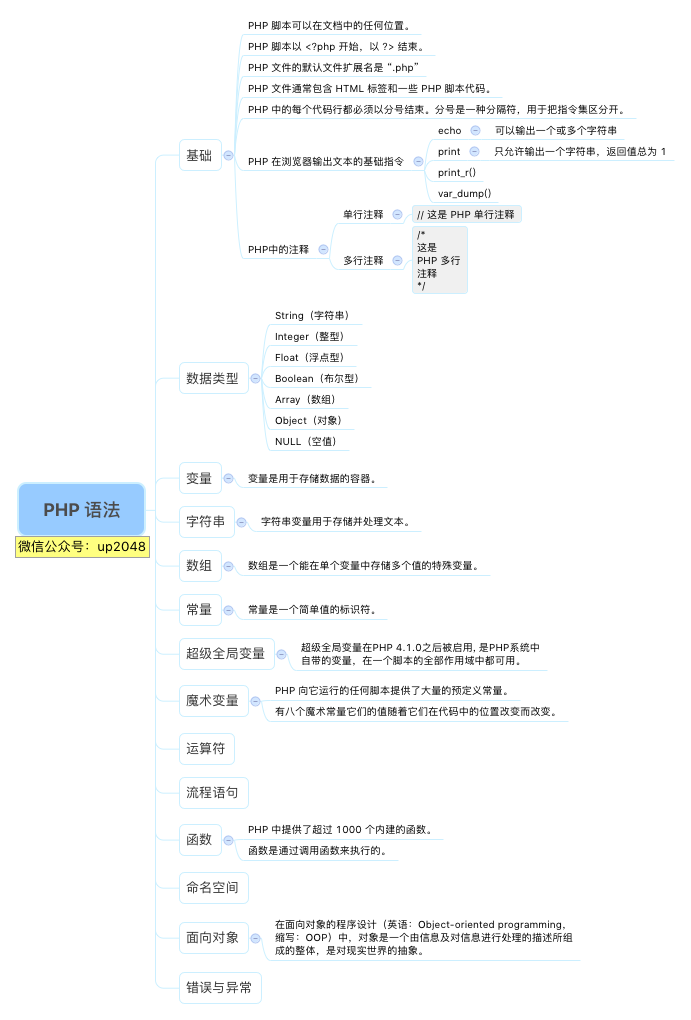 PHP 语法
微信公众号：up2048
基础
PHP 脚本可以在文档中的任何位置。
PHP 脚本以 <?php 开始，以 ?> 结束。
PHP 文件的默认文件扩展名是 “.php”
PHP 文件通常包含 HTML 标签和一些 PHP 脚本代码。
PHP 中的每个代码行都必须以分号结束。分号是一种分隔符，用于把指令集区分开。
PHP 在浏览器输出文本的基础指令
echo
可以输出一个或多个字符串
print
只允许输出一个字符串，返回值总为 1
print_r()
var_dump()
PHP中的注释
单行注释
// 这是 PHP 单行注释
多行注释
/*
这是
PHP 多行
注释
*/
数据类型
String（字符串）
Integer（整型）
Float（浮点型）
Boolean（布尔型）
Array（数组）
Object（对象）
NULL（空值）
变量
变量是用于存储数据的容器。
字符串
字符串变量用于存储并处理文本。
数组
数组是一个能在单个变量中存储多个值的特殊变量。
常量
常量是一个简单值的标识符。
超级全局变量
超级全局变量在PHP 4.1.0之后被启用, 是PHP系统中
自带的变量，在一个脚本的全部作用域中都可用。
魔术变量
PHP 向它运行的任何脚本提供了大量的预定义常量。
有八个魔术常量它们的值随着它们在代码中的位置改变而改变。
运算符
流程语句
函数
PHP 中提供了超过 1000 个内建的函数。
函数是通过调用函数来执行的。
命名空间
面向对象
在面向对象的程序设计（英语：Object-oriented programming，
缩写：OOP）中，对象是一个由信息及对信息进行处理的描述所组
成的整体，是对现实世界的抽象。
错误与异常